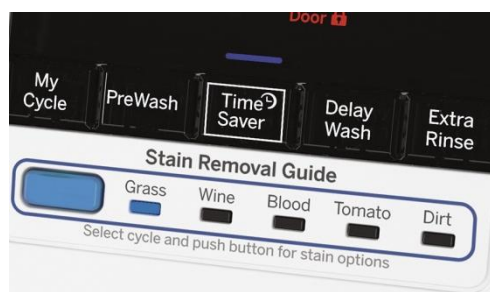 Door
My
Cycle
PreWash
Time
Saver
Delay
Wash
Extra
Rinse
Stain Removal Guide
Grass Wine Blood Tomato Dirt
Select cycle and push button for stain options